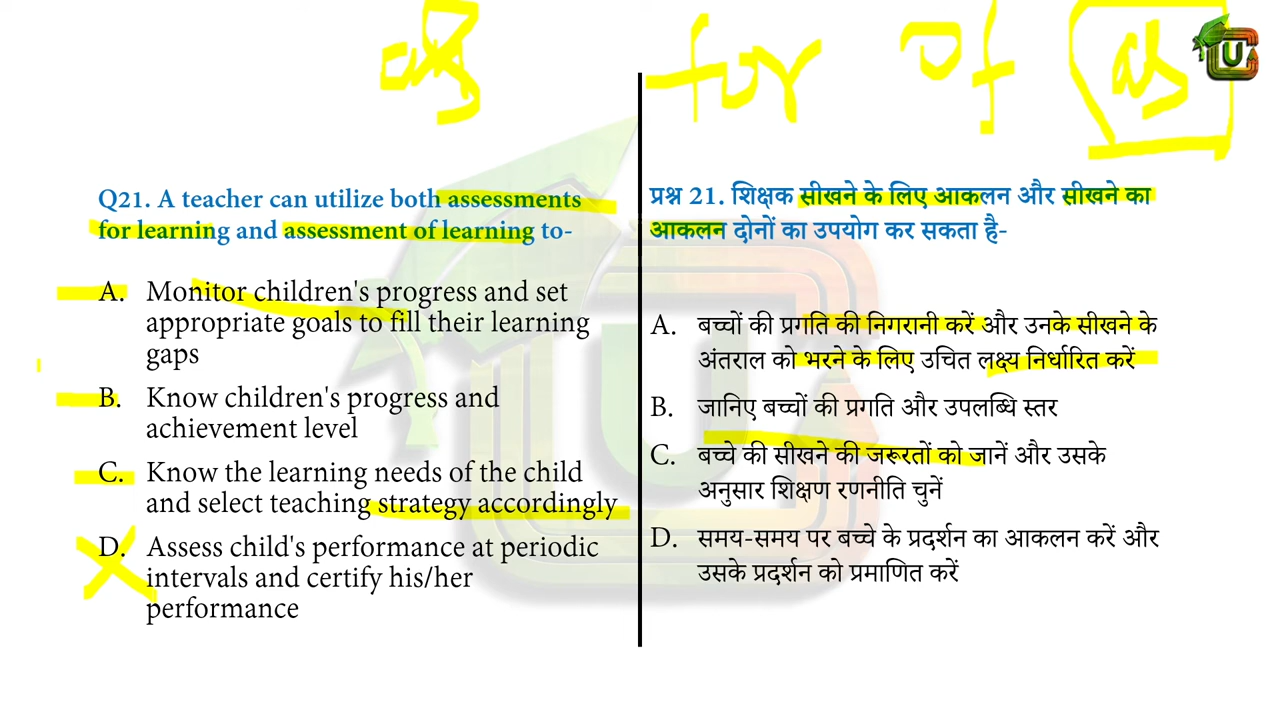 as
for of as
U
Q21. A teacher can utilize both assessments
for learning and assessment of learning to-
A. Monitor children's progress and set
appropriate goals to fill their learning
gaps
B. Know children's progress and
achievement level
C. Know the learning needs of the child
and select teaching strategy accordingly
D. Assess child's performance at periodic
intervals and certify his/her
performance
प्रश्न 21. शिक्षक सीखने के लिए आकलन और सीखने का
आकलन दोनों का उपयोग कर सकता है-
A. बच्चों की प्रगति की निगरानी करें और उनके सीखने के
अंतराल को भरने के लिए उचित लक्ष्य निर्धारित करें
B. जानिए बच्चों की प्रगति और उपलब्धि स्तर
C. बच्चे की सीखने की जरूरतों को जानें और उसके
अनुसार शिक्षण रणनीति चुनें
D. समय-समय पर बच्चे के प्रदर्शन का आकलन करें और
उसके प्रदर्शन को प्रमाणित करें